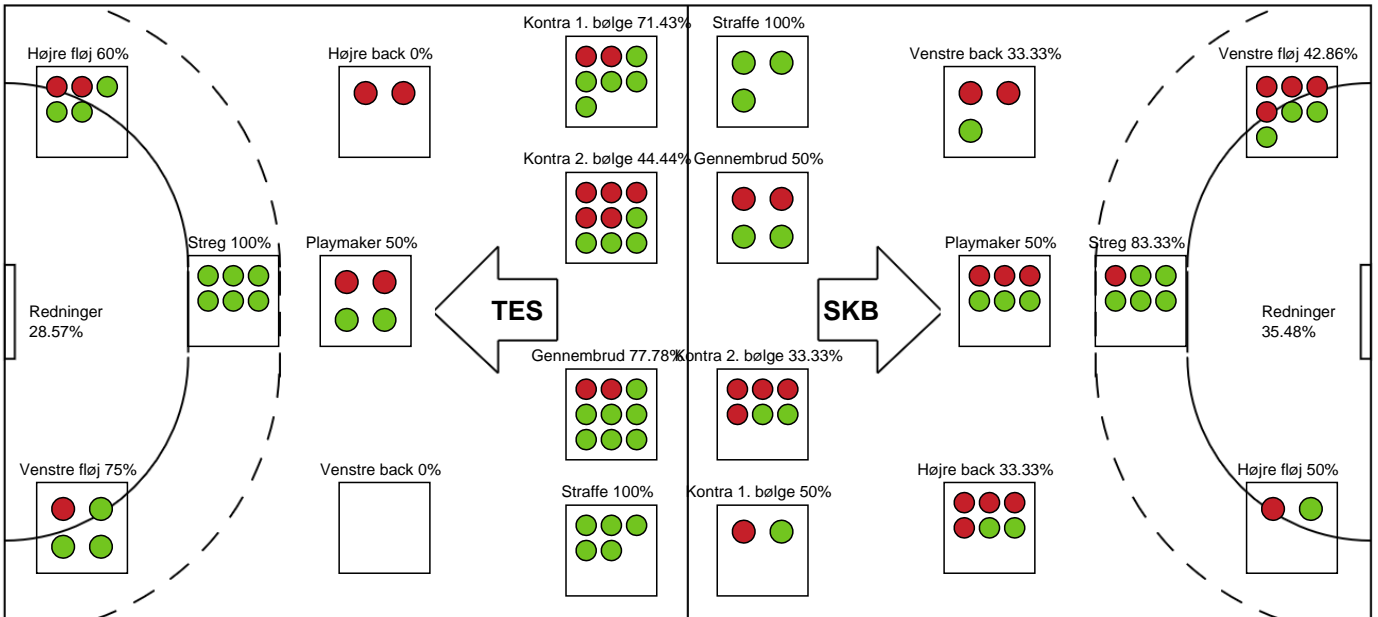 Kontra 1. bølge 71.43%
Straffe 100%
Højre fløj 60%
Højre back 0%
Venstre back 33.33%
Venstre fløj 42.86%
Kontra 2. bølge 44.44%
Gennembrud 50%
Streg 100%
Playmaker 50%
Playmaker 50%
Streg 83.33%
Redninger
28.57%
TES
SKB
Redninger
35.48%
Gennembrud 77.78%
Kontra 2. bølge 33.33%
Venstre fløj 75%
Venstre back 0%
Højre back 33.33%
Højre fløj 50%
Straffe 100%
Kontra 1. bølge 50%